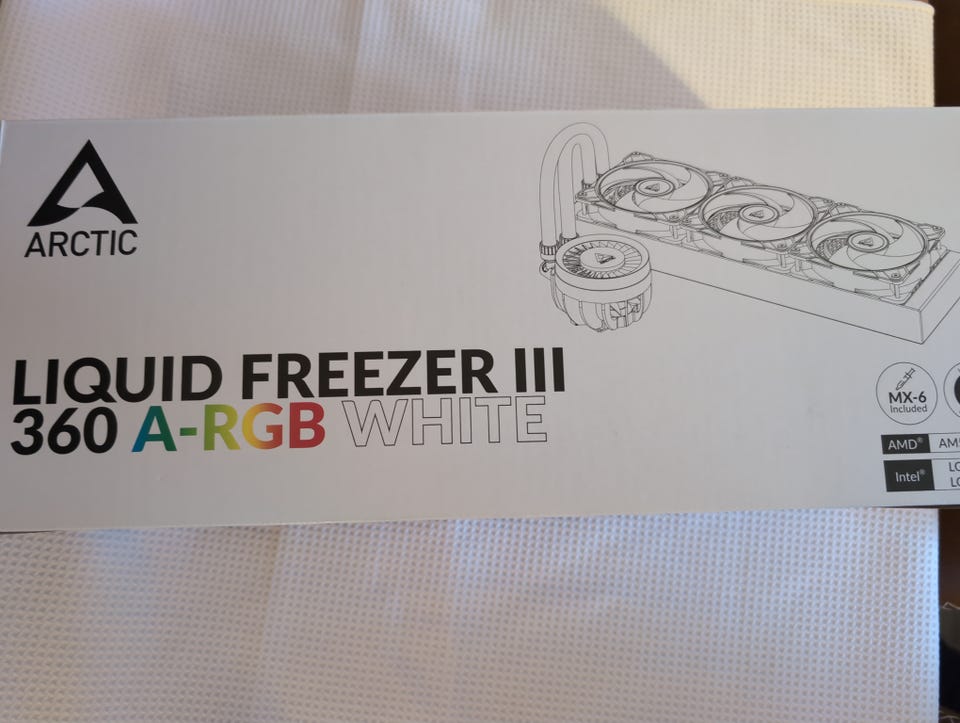 ARCTIC
LIQUID FREEZER III
360 A-RGB WHITE
MX-6
Included
AMD®
Intel®